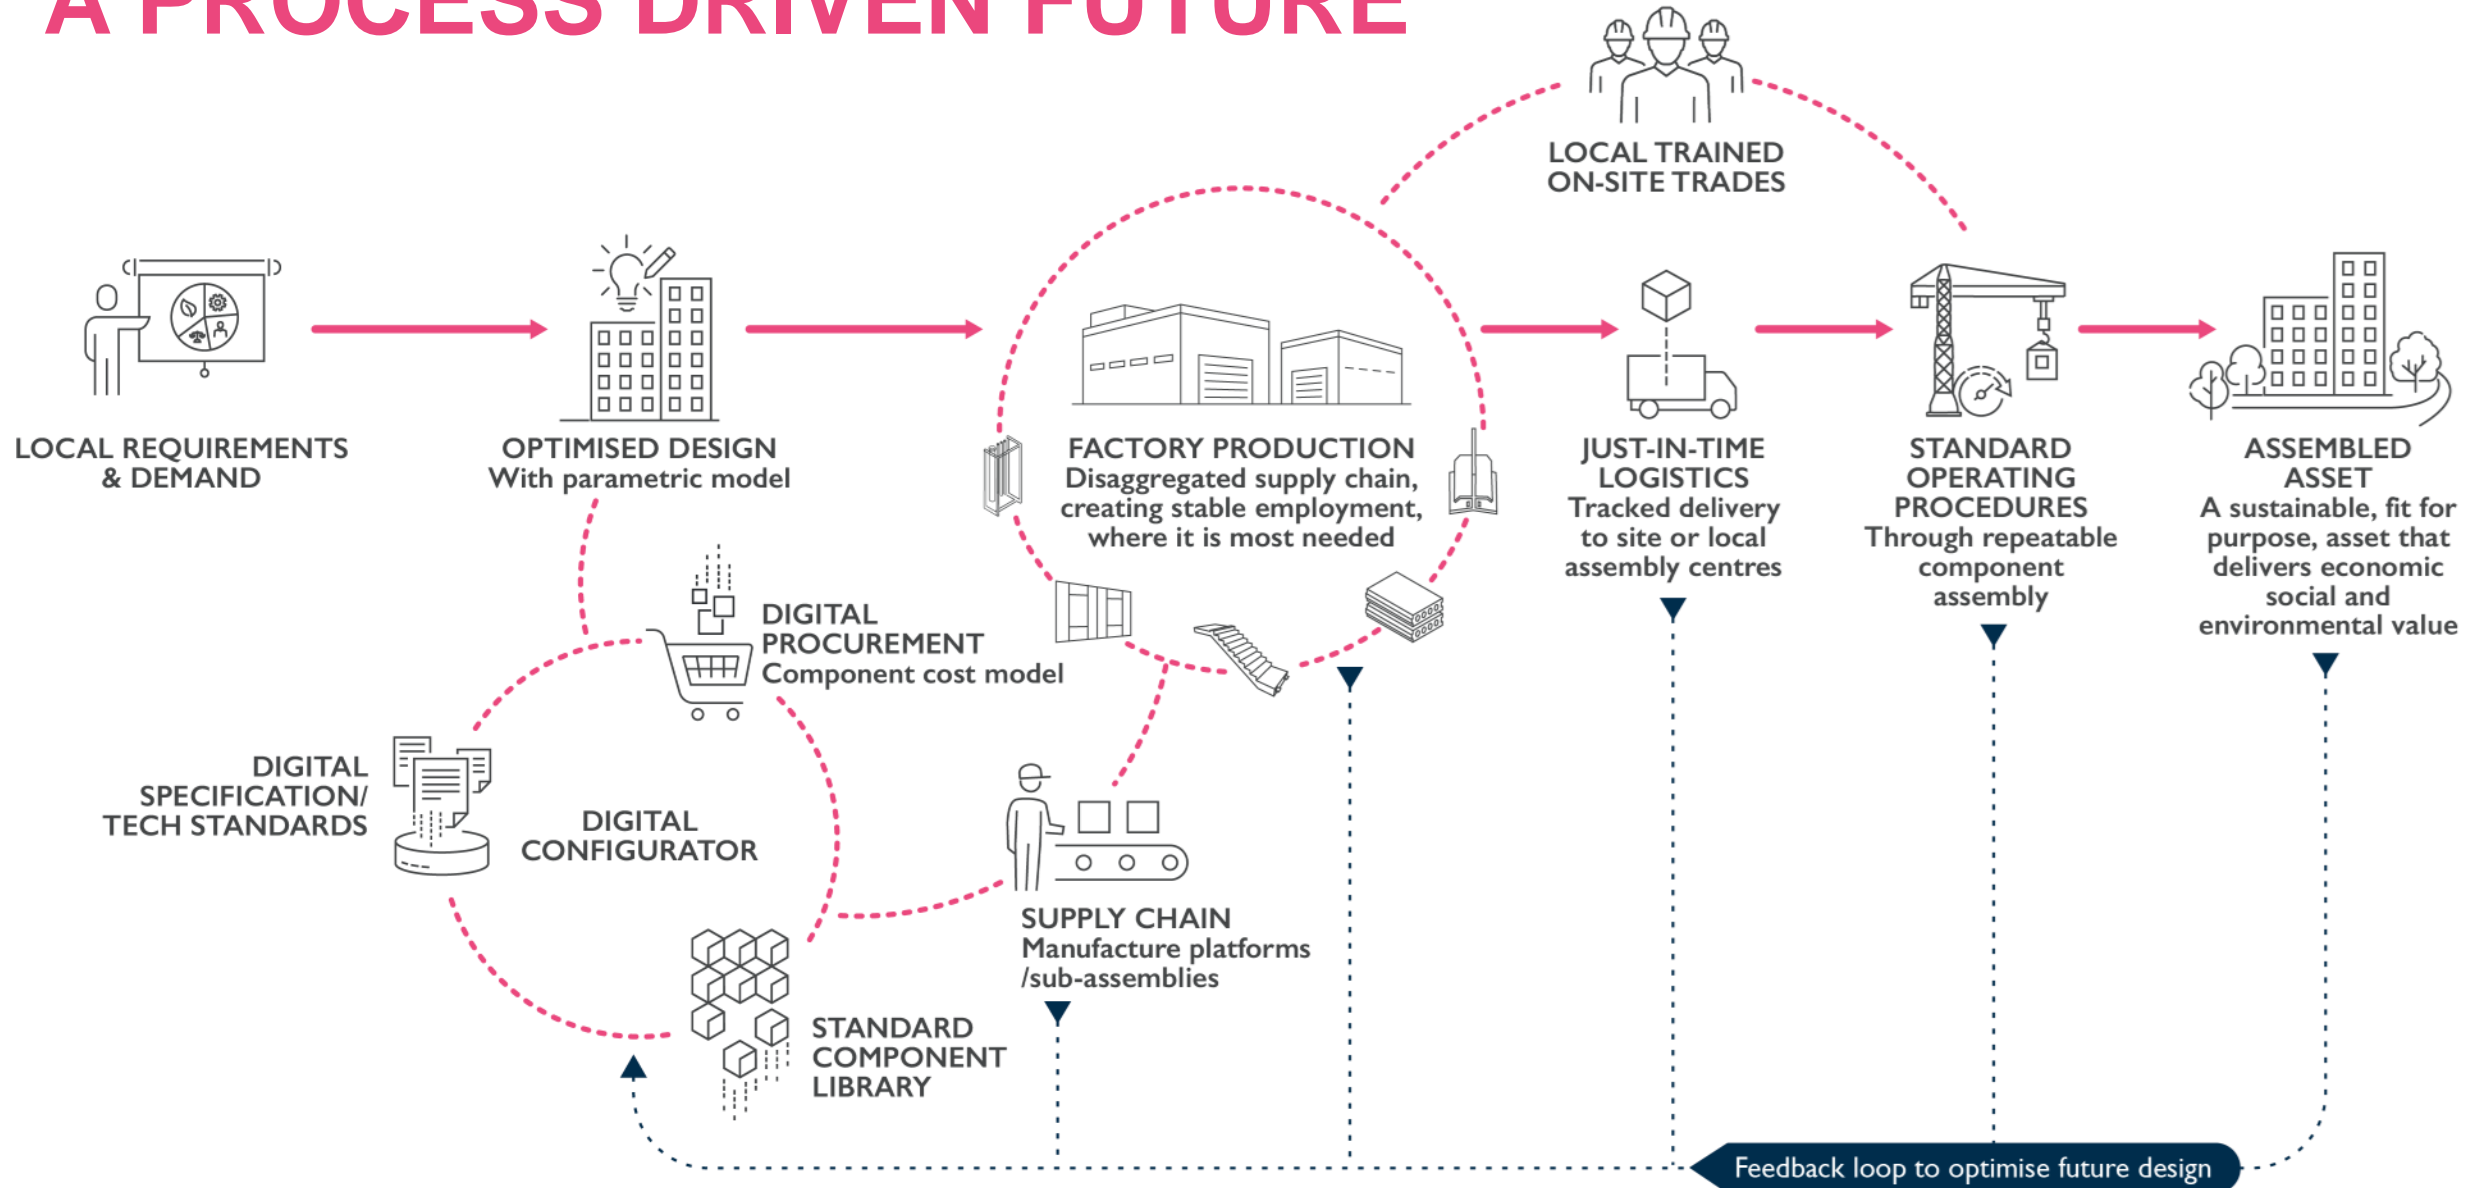 A PROCESS DRIVEN FUTURE
LOCAL TRAINED
ON-SITE TRADES
LOCAL REQUIREMENTS
& DEMAND
OPTIMISED DESIGN
With parametric model
FACTORY PRODUCTION
Disaggregated supply chain,
creating stable employment,
where it is most needed
JUST-IN-TIME
LOGISTICS
Tracked delivery
to site or local
assembly centres
STANDARD
OPERATING
PROCEDURES
Through repeatable
component
assembly
ASSEMBLED
ASSET
A sustainable, fit for
purpose, asset that
delivers economic
social and
environmental value
DIGITAL
PROCUREMENT
Component cost model
DIGITAL
SPECIFICATION/
TECH STANDARDS
DIGITAL
CONFIGURATOR
SUPPLY CHAIN
Manufacture platforms
/sub-assemblies
STANDARD
COMPONENT
LIBRARY
Feedback loop to optimise future design